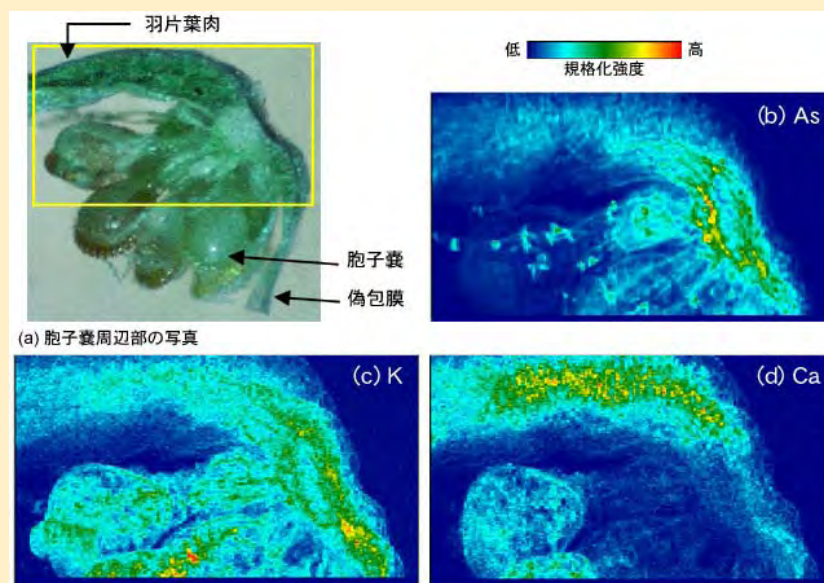 羽片葉肉
低
高
規格化強度
(b) As
胞子嚢
偽包膜
(a) 胞子嚢周辺部の写真
(c) K
(d) Ca